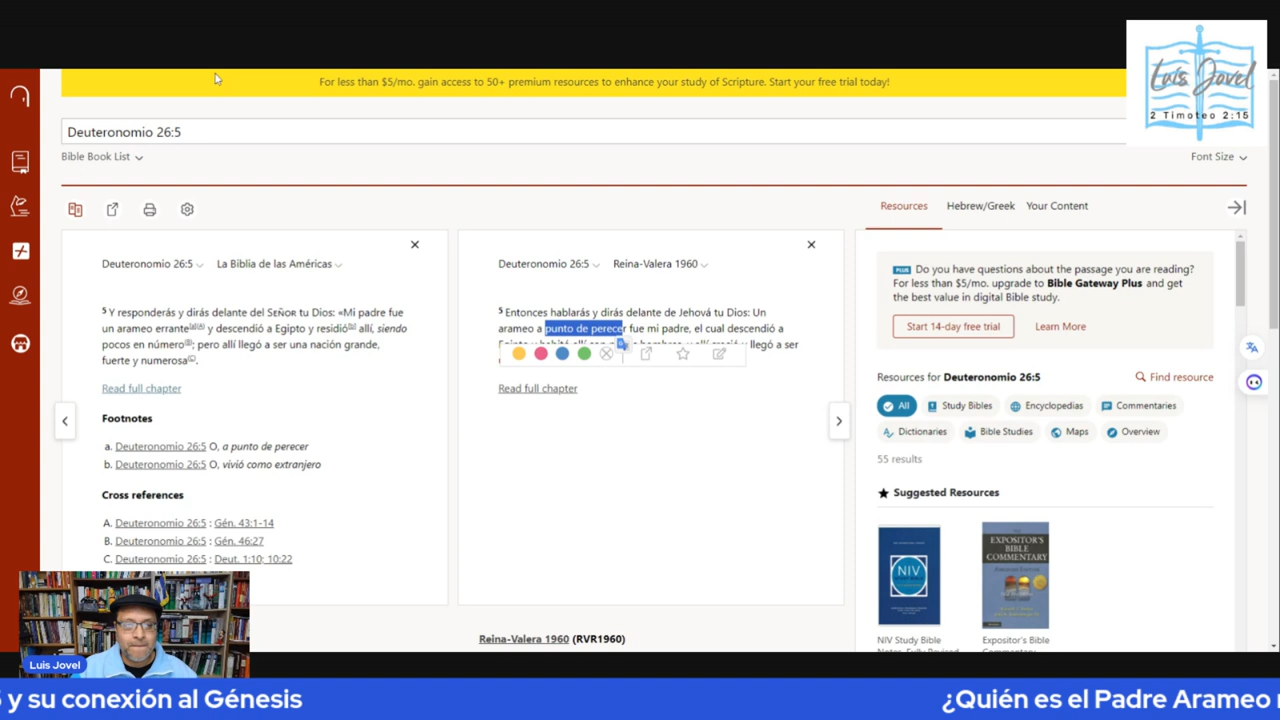 Luis Jovel
2 Timoteo 2:15
For less than $5/mo. gain access to 50+ premium resources to enhance your study of Scripture. Start your free trial today!
Deuteronomio 26:5
Bible Book List
Font Size
Resources Hebrew/Greek Your Content
Deuteronomio 26:5 La Biblia de las Américas
5 Y responderás y dirás delante del SEÑOR tu Dios: «Mi padre fue
un arameo errante[a](A) y descendió a Egipto y residió[b] allí, siendo
pocos en número(B); pero allí llegó a ser una nación grande,
fuerte y numerosa(C).
Read full chapter
Footnotes
a. Deuteronomio 26:5 O, a punto de perecer
b. Deuteronomio 26:5 O, vivió como extranjero
Cross references
A. Deuteronomio 26:5 : Gén. 43:1-14
B. Deuteronomio 26:5 : Gén. 46:27
C. Deuteronomio 26:5 : Deut. 1:10; 10:22
Deuteronomio 26:5 Reina-Valera 1960
5 Entonces hablarás y dirás delante de Jehová tu Dios: Un
arameo a punto de perecer fue mi padre, el cual descendió a
llegó a ser
Read full chapter
Reina-Valera 1960 (RVR1960)
PLUS Do you have questions about the passage you are reading?
For less than $5/mo. upgrade to Bible Gateway Plus and get
the best value in digital Bible study.
Start 14-day free trial Learn More
Resources for Deuteronomio 26:5 Find resource
All Study Bibles Encyclopedias Commentaries
Dictionaries Bible Studies Maps Overview
55 results
Suggested Resources
NIV
EXPOSITOR'S
BIBLE
COMMENTARY
NIV Study Bible
Expositor's Bible
Luis Jovel
y su conexión al Génesis
¿Quién es el Padre Arameo